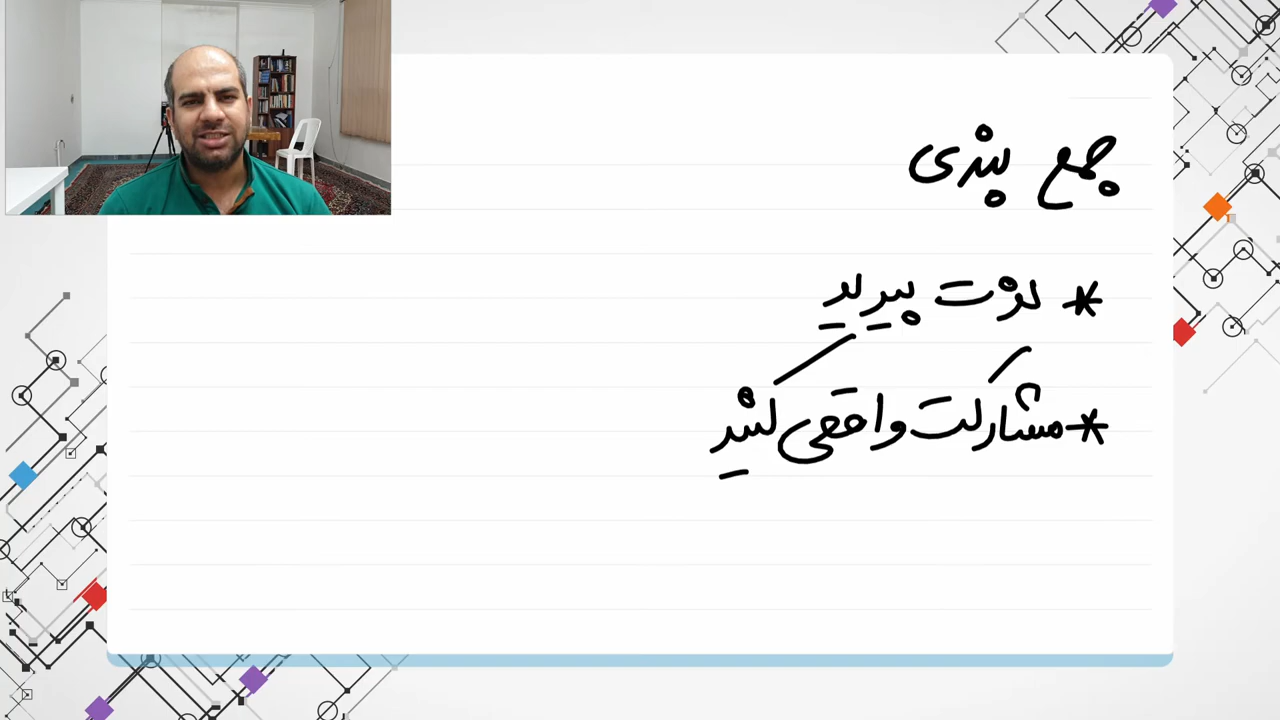 جمع بندی
* لذت ببرید
* مشارکت واقعی کنید